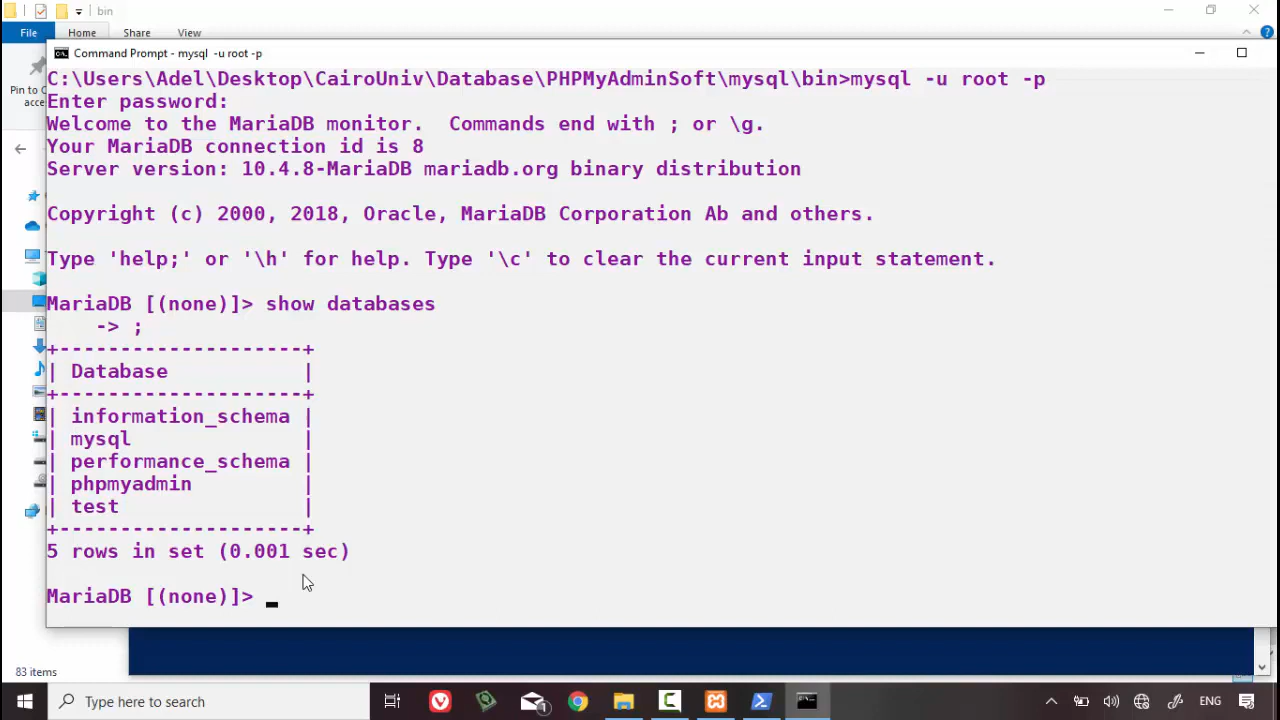 bin
File
Home
Share
View
Command Prompt - mysql -u root -p
Pin to C
acce
C:\Users\Adel\Desktop\CairoUniv\Database\PHPMyAdminSoft\mysql\bin>mysql -u root -p
Enter password:
Welcome to the MariaDB monitor.  Commands end with ; or \g.
Your MariaDB connection id is 8
Server version: 10.4.8-MariaDB mariadb.org binary distribution
Copyright (c) 2000, 2018, Oracle, MariaDB Corporation Ab and others.
Type 'help;' or '\h' for help. Type '\c' to clear the current input statement.
MariaDB [(none)]> show databases
    -> ;
+--------------------+
| Database           |
+--------------------+
| information_schema |
| mysql              |
| performance_schema |
| phpmyadmin         |
| test               |
+--------------------+
5 rows in set (0.001 sec)
MariaDB [(none)]>
83 items
Type here to search
1
ENG